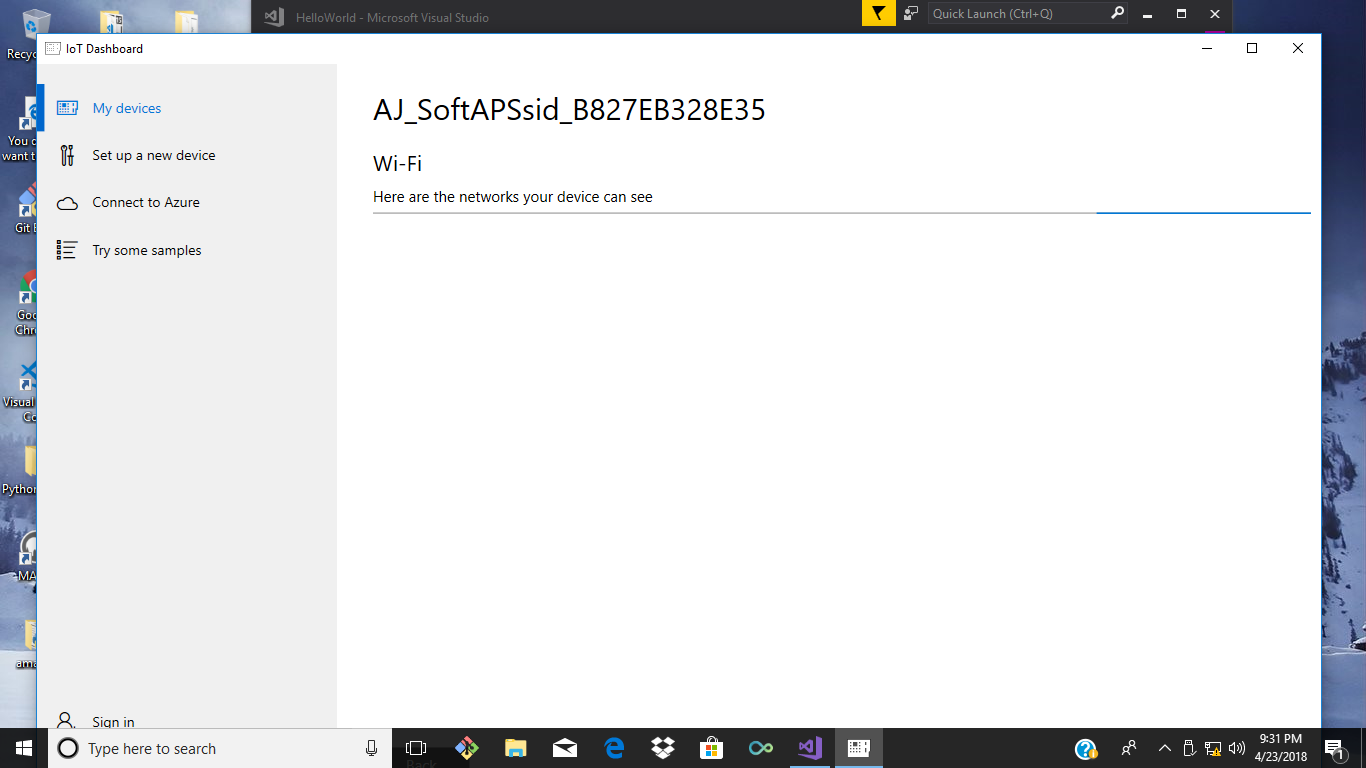 HelloWorld - Microsoft Visual Studio
Quick Launch (Ctrl+Q)
IoT Dashboard
My devices
Set up a new device
Connect to Azure
Try some samples
Sign in
AJ_SoftAPSsid_B827EB328E35
Wi-Fi
Here are the networks your device can see
Recyc
You c
want t
Git B
Goo
Chro
Visual
Co
Python
MA
ama
Type here to search
Back
9:31 PM
4/23/2018
1